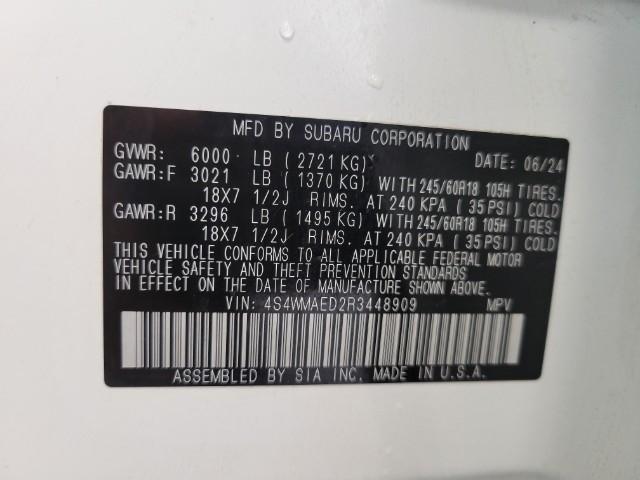 MFD BY SUBARU CORPORATION
GVWR: 6000 LB ( 2721 KG) DATE: 06/24
GAWR:F 3021 LB ( 1370 KG) WITH 245/60R18 105H TIRES.
18X7 1/2J RIMS. AT 240 KPA ( 35 PSI) COLD
GAWR:R 3296 LB ( 1495 KG) WITH 245/60R18 105H TIRES.
18X7 1/2J RIMS. AT 240 KPA ( 35 PSI) COLD
THIS VEHICLE CONFORMS TO ALL APPLICABLE FEDERAL MOTOR
VEHICLE SAFETY AND THEFT PREVENTION STANDARDS
IN EFFECT ON THE DATE OF MANUFACTURE SHOWN ABOVE.
VIN: 4S4WMAED2R3448909 MPV
ASSEMBLED BY SIA INC. MADE IN U.S.A.